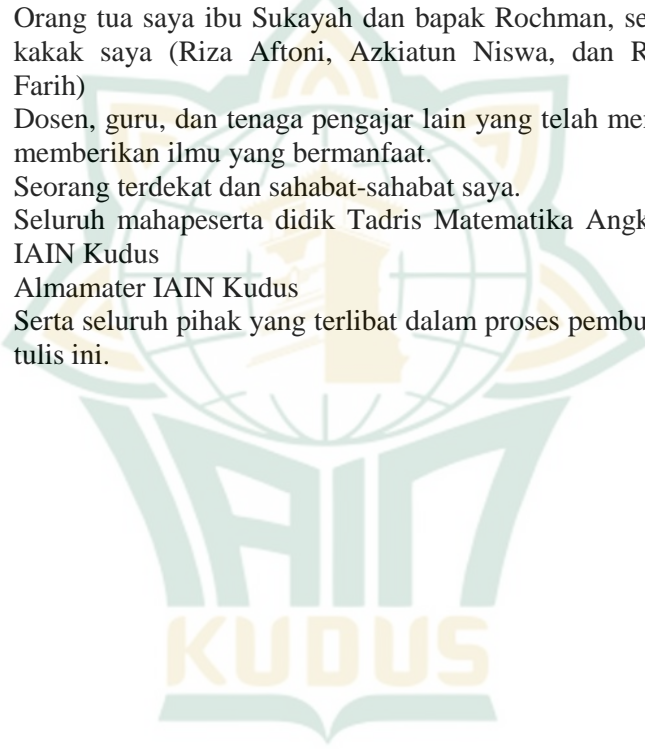 Orang tua saya ibu Sukayah dan bapak Rochman, se
kakak saya (Riza Aftoni, Azkiatun Niswa, dan R
Farih)
Dosen, guru, dan tenaga pengajar lain yang telah me
memberikan ilmu yang bermanfaat.
Seorang terdekat dan sahabat-sahabat saya.
Seluruh mahapeserta didik Tadris Matematika Angk
IAIN Kudus
Almamater IAIN Kudus
Serta seluruh pihak yang terlibat dalam proses pembu
tulis ini.
IAIN
KUDUS